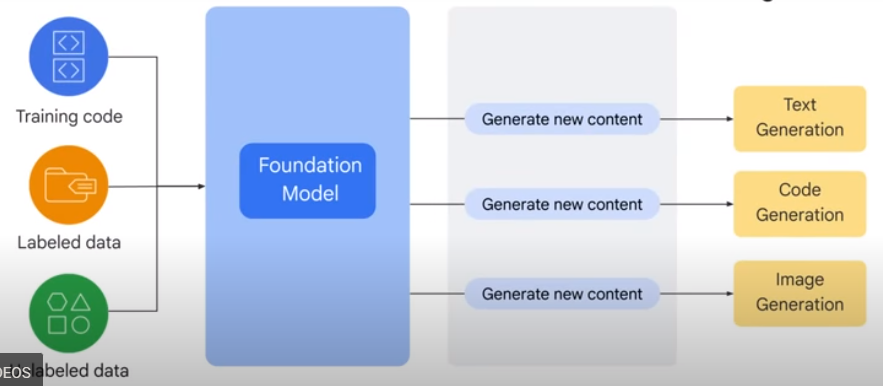 Training code
Labeled data
labeled data
DEOS
Foundation
Model
Generate new content
Generate new content
Generate new content
Text
Generation
Code
Generation
Image
Generation